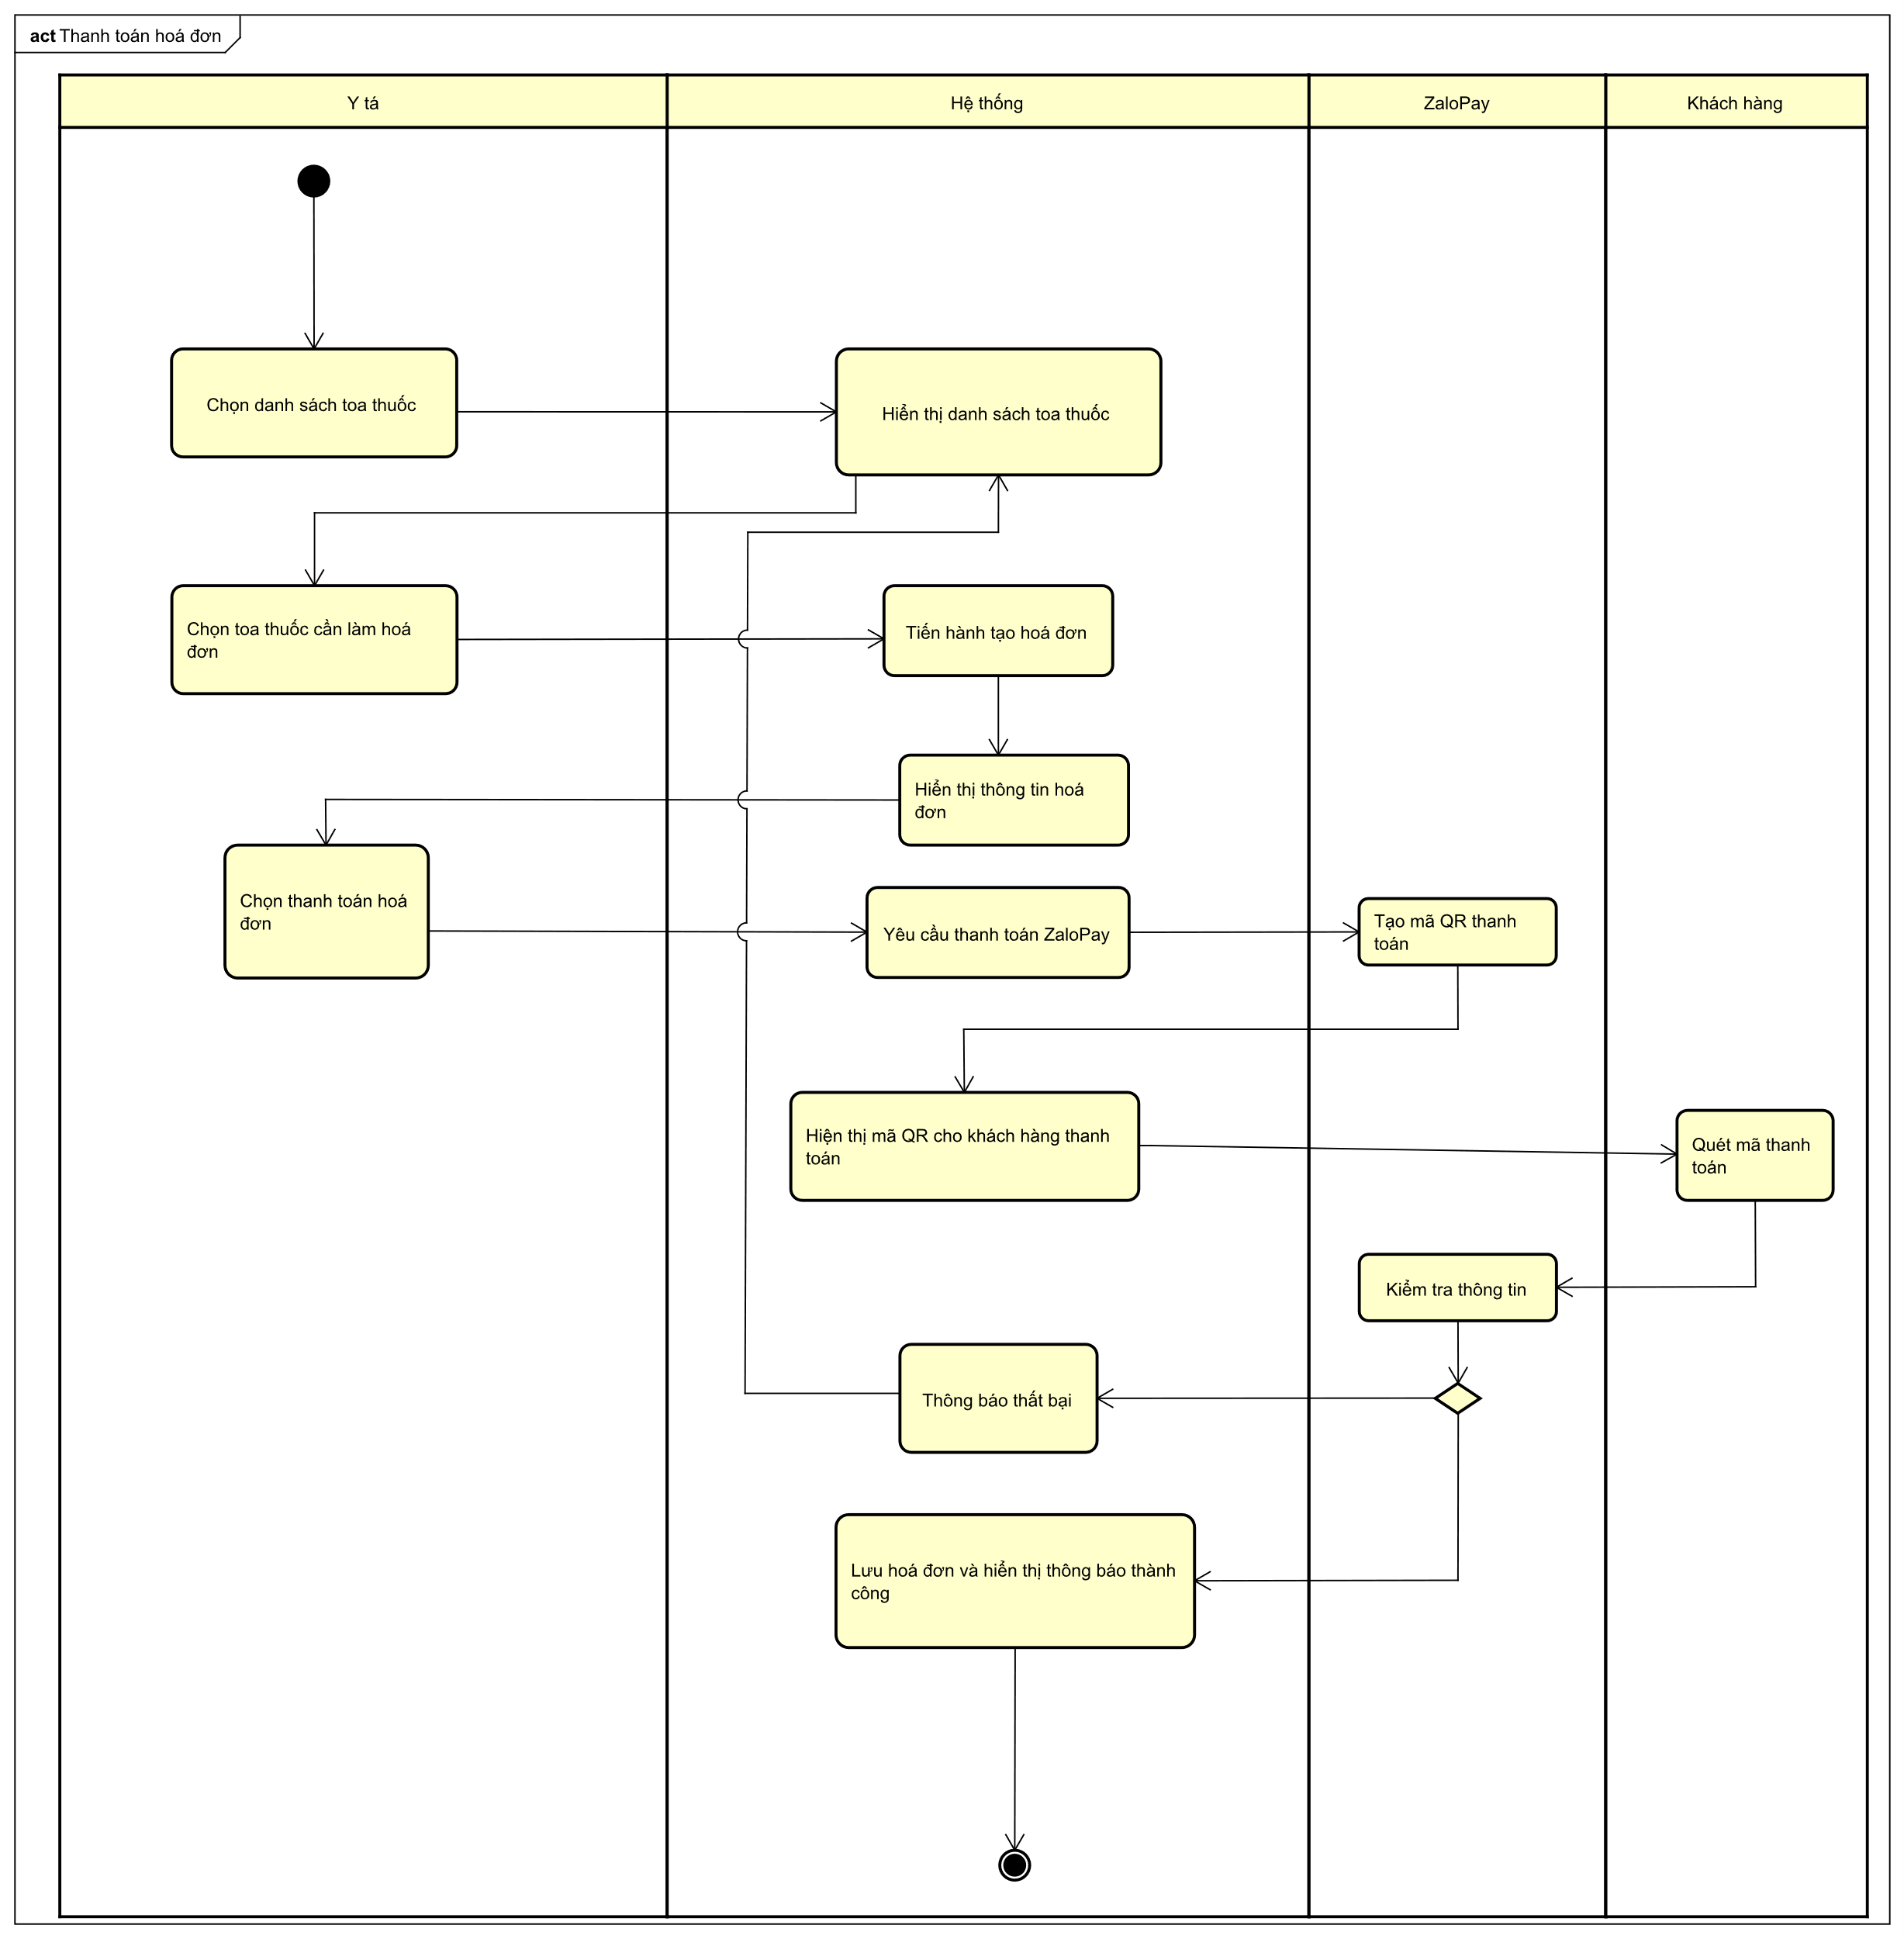 act Thanh toán hoá đơn
Y tá
Hệ thống
ZaloPay
Khách hàng
Chọn danh sách toa thuốc
Hiển thị danh sách toa thuốc
Chọn toa thuốc cần làm hoá
đơn
Tiến hành tạo hoá đơn
Hiển thị thông tin hoá
đơn
Chọn thanh toán hoá
đơn
Yêu cầu thanh toán ZaloPay
Tạo mã QR thanh
toán
Hiện thị mã QR cho khách hàng thanh
toán
Quét mã thanh
toán
Kiểm tra thông tin
Thông báo thất bại
Lưu hoá đơn và hiển thị thông báo thành
công